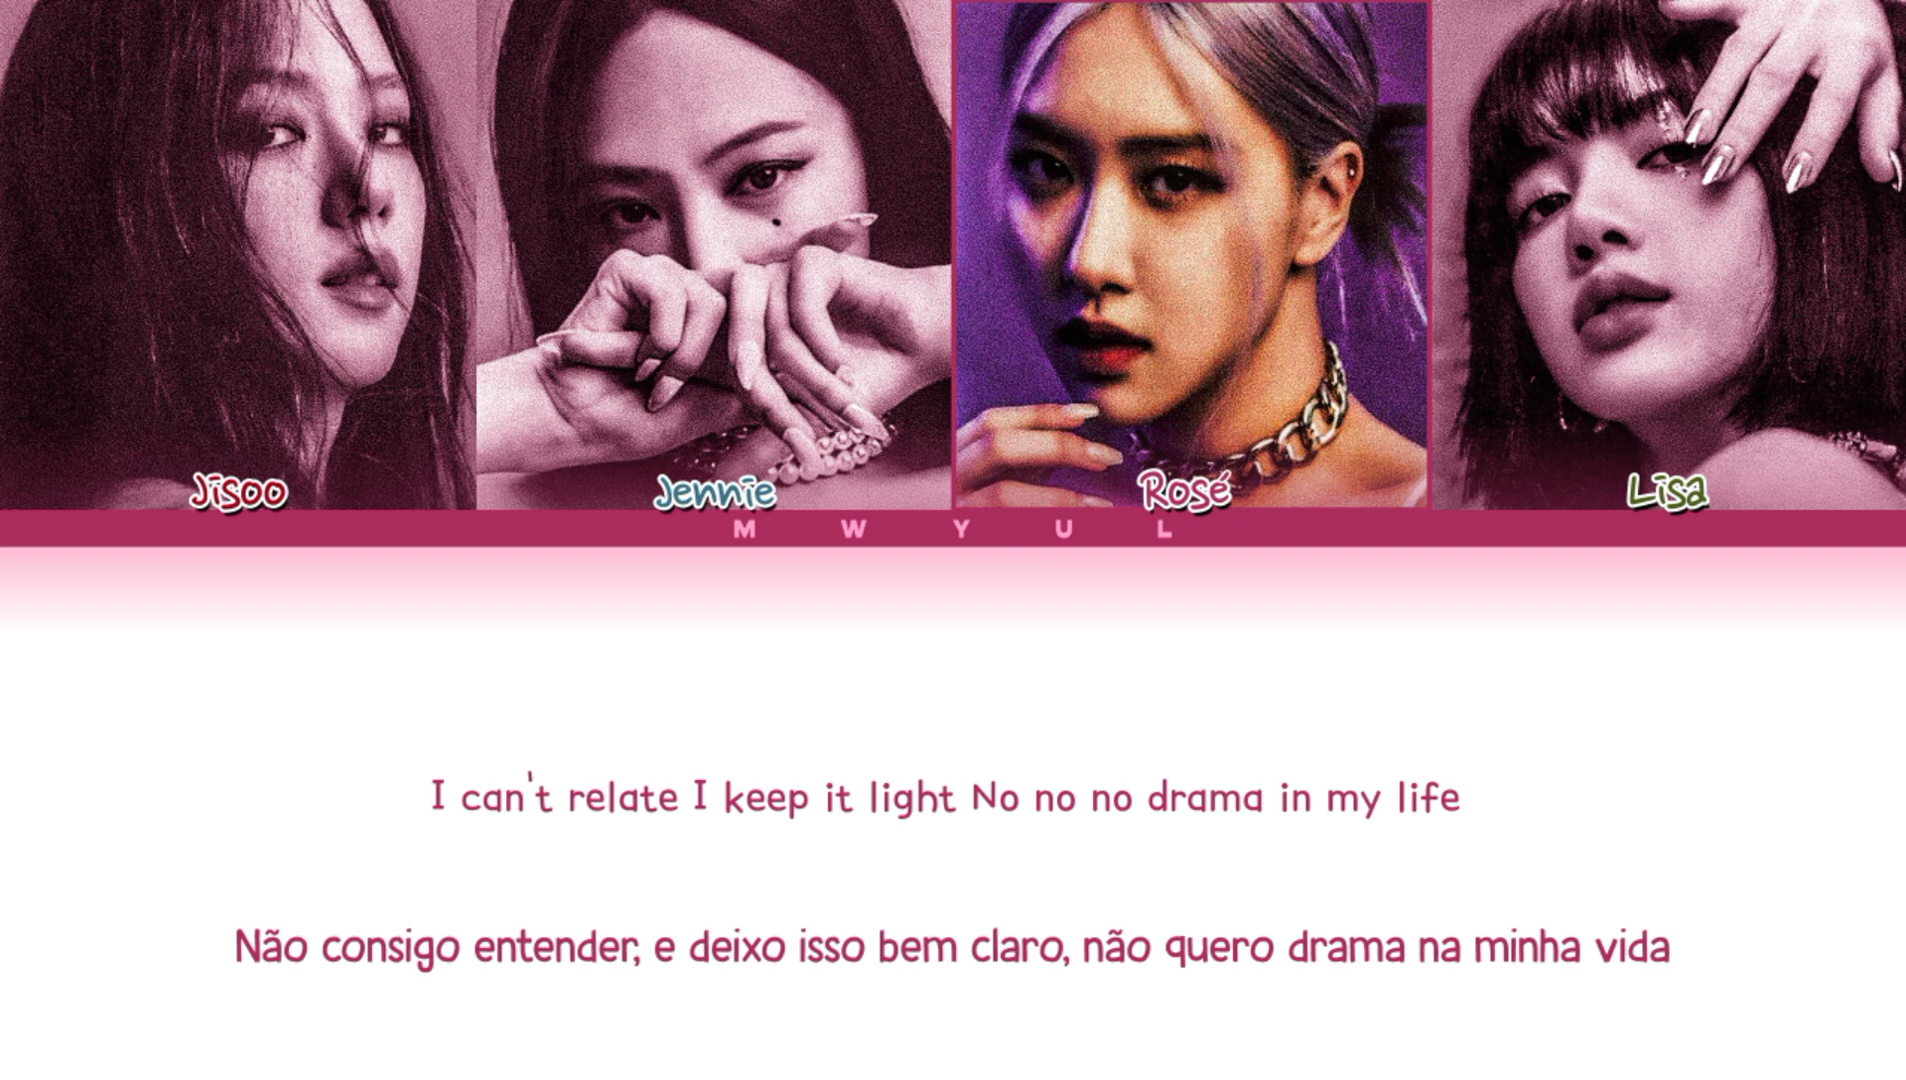 Jisoo
Jennie
Rosé
Lisa
M W Y U L
I can't relate I keep it light No no no drama in my life
Não consigo entender, e deixo isso bem claro, não quero drama na minha vida